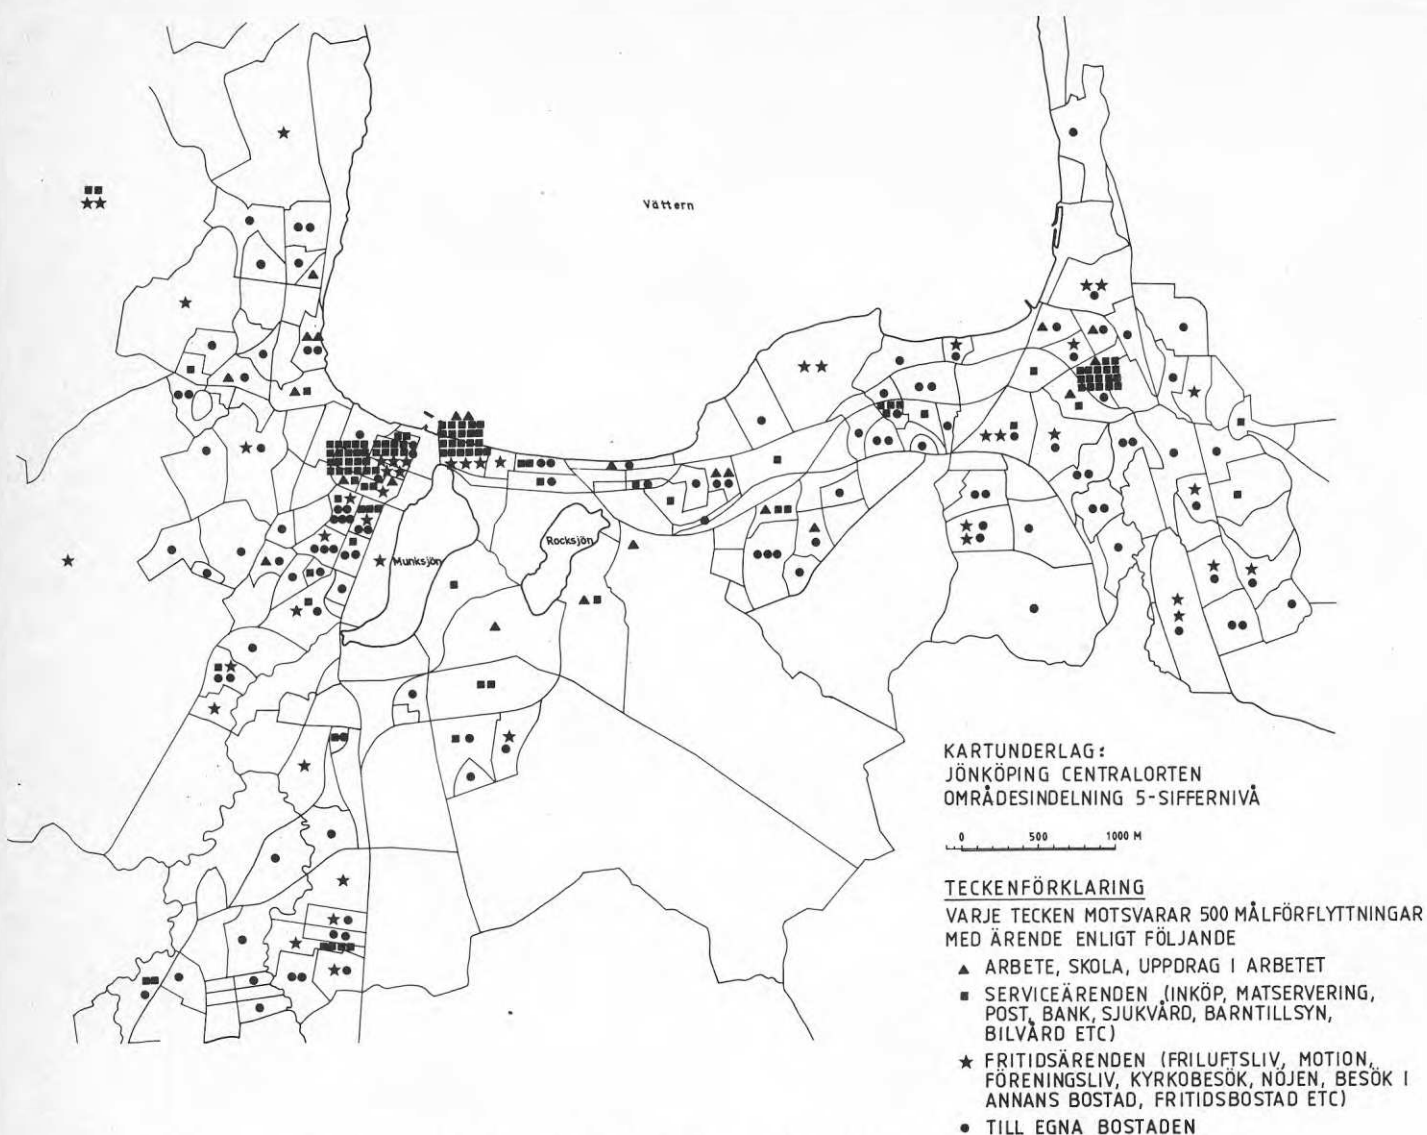 Vättern
Rocksjön
Munksjön
KARTUNDERLAG:
JÖNKÖPING CENTRALORTEN
OMRÅDESINDELNING 5-SIFFERNIVÅ
0 500 1000 M
TECKENFÖRKLARING
VARJE TECKEN MOTSVARAR 500 MÅLFÖRFLYTTNINGAR
MED ÄRENDE ENLIGT FÖLJANDE
ARBETE, SKOLA, UPPDRAG I ARBETET
SERVICEÄRENDEN (INKÖP, MATSERVERING,
POST, BANK, SJUKVÅRD, BARNTILLSYN,
BILVÅRD ETC)
FRITIDSÄRENDEN (FRILUFTSLIV, MOTION,
FÖRENINGSLIV, KYRKOBESÖK, NÖJEN, BESÖK I
ANNANS BOSTAD, FRITIDSBOSTAD ETC)
TILL EGNA BOSTADEN